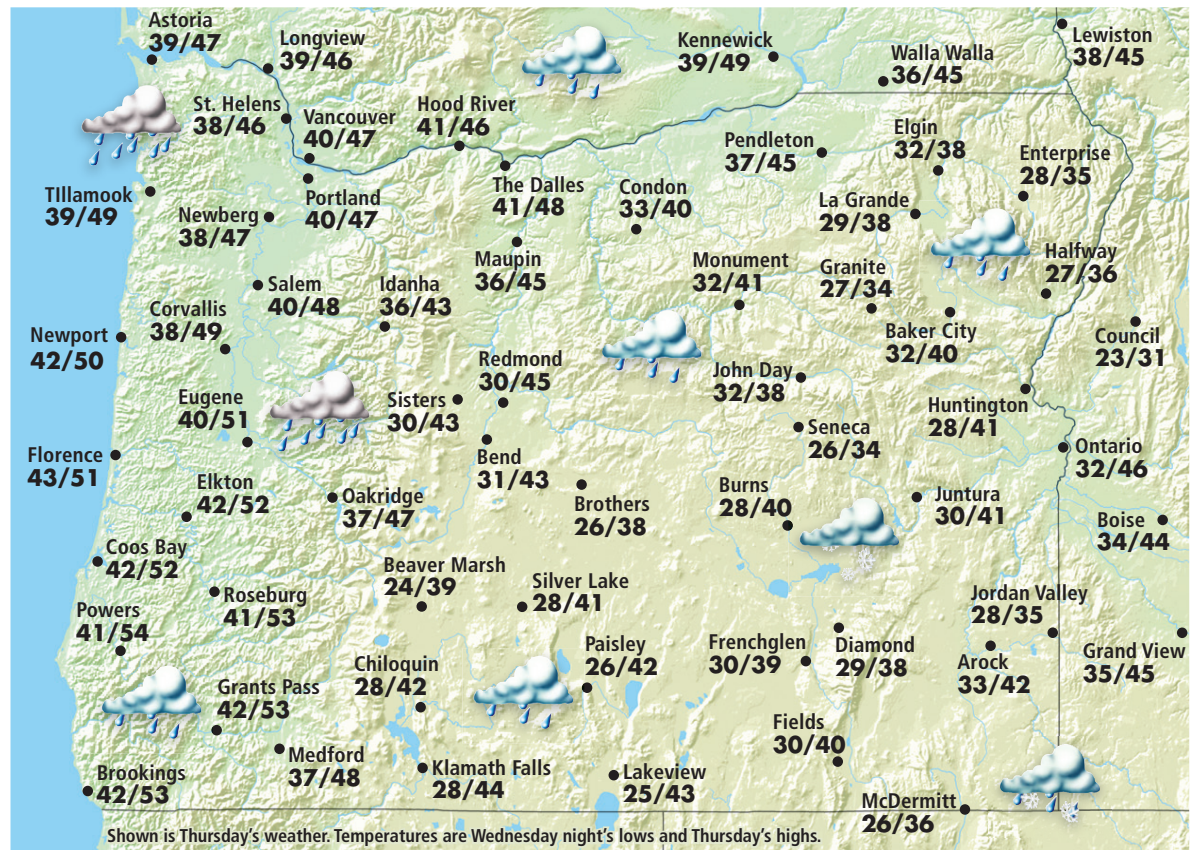 Astoria
39/47
Longview
39/46
Kennewick
39/49
Walla Walla
36/45
Lewiston
38/45
St. Helens
38/46
Vancouver
40/47
Hood River
41/46
Pendleton
37/45
Elgin
32/38
Enterprise
28/35
TIllamook
39/49
Newberg
38/47
Portland
40/47
The Dalles
41/48
Condon
33/40
La Grande
29/38
Salem
40/48
Idanha
36/43
Maupin
36/45
Monument
32/41
Granite
27/34
Halfway
27/36
Newport
42/50
Corvallis
38/49
Baker City
32/40
Council
23/31
Redmond
30/45
John Day
32/38
Eugene
40/51
Sisters
30/43
Huntington
28/41
Florence
43/51
Bend
31/43
Seneca
26/34
Ontario
32/46
Elkton
42/52
Oakridge
37/47
Brothers
26/38
Burns
28/40
Juntura
30/41
Boise
34/44
Coos Bay
42/52
Beaver Marsh
24/39
Silver Lake
28/41
Jordan Valley
28/35
Powers
41/54
Roseburg
41/53
Chiloquin
28/42
Paisley
26/42
Frenchglen
30/39
Diamond
29/38
Arock
33/42
Grand View
35/45
Grants Pass
42/53
Fields
30/40
Brookings
42/53
Medford
37/48
Klamath Falls
28/44
Lakeview
25/43
McDermitt
26/36
Shown is Thursday's weather. Temperatures are Wednesday night's lows and Thursday's highs.